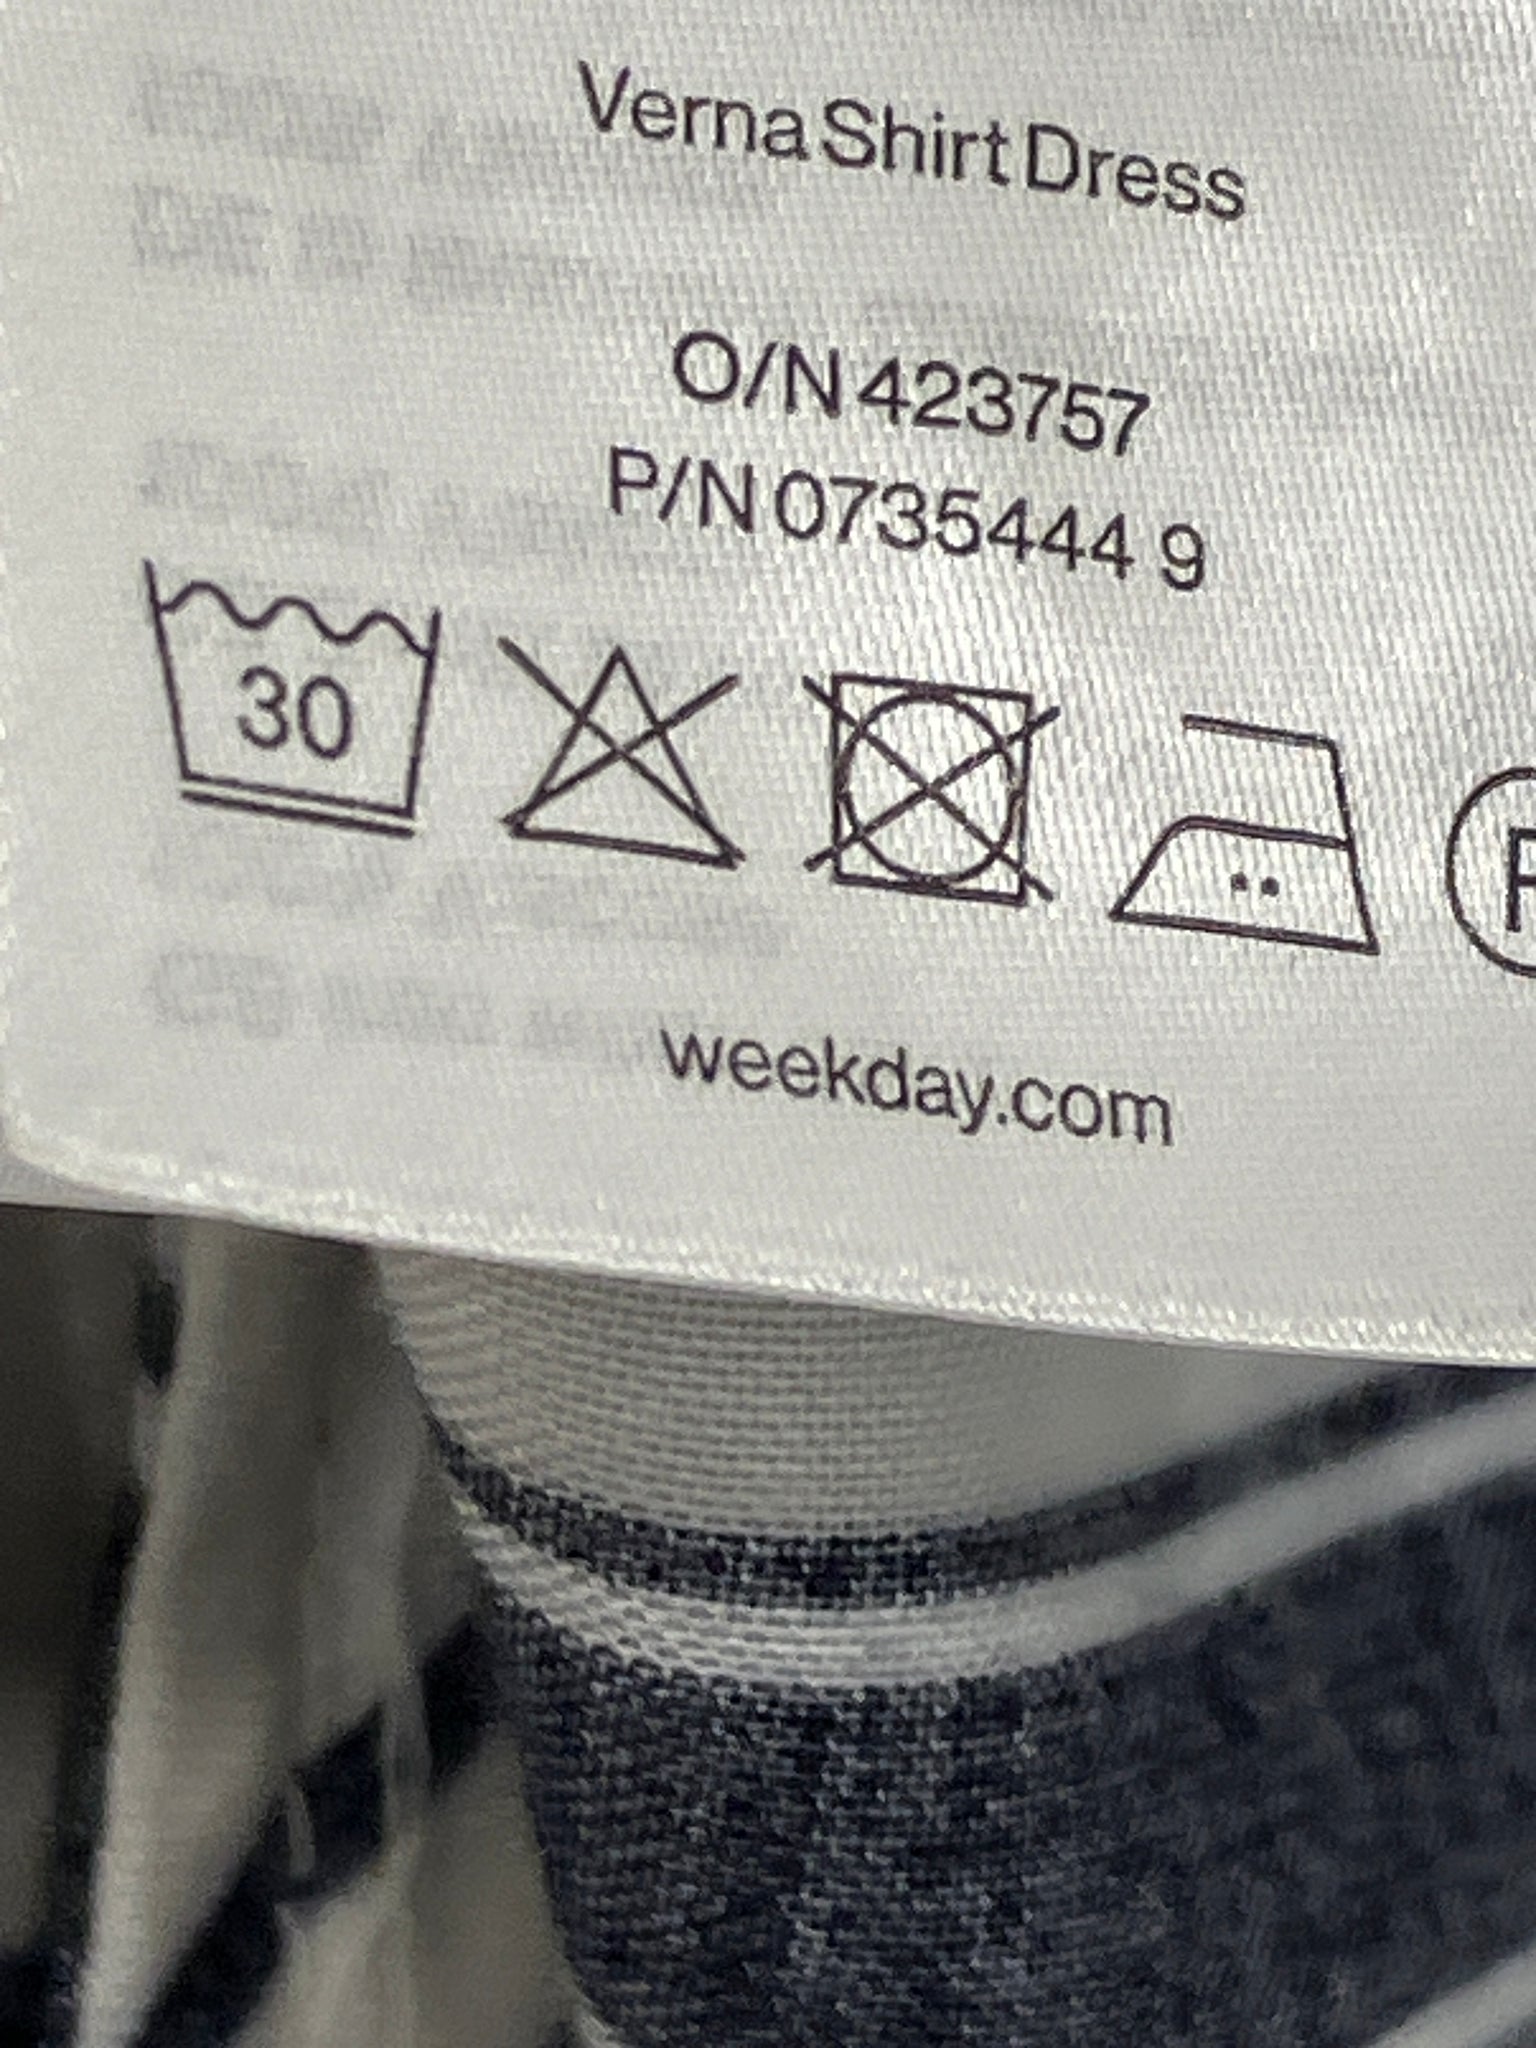 Verna Shirt Dress
O/N 423757
P/N 0735444 9
30
P
weekday.com